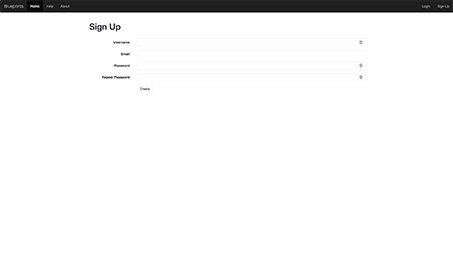 Blueprints Home Help About Login Sign Up
Sign Up
Username
Email
Password
Repeat Password
Create